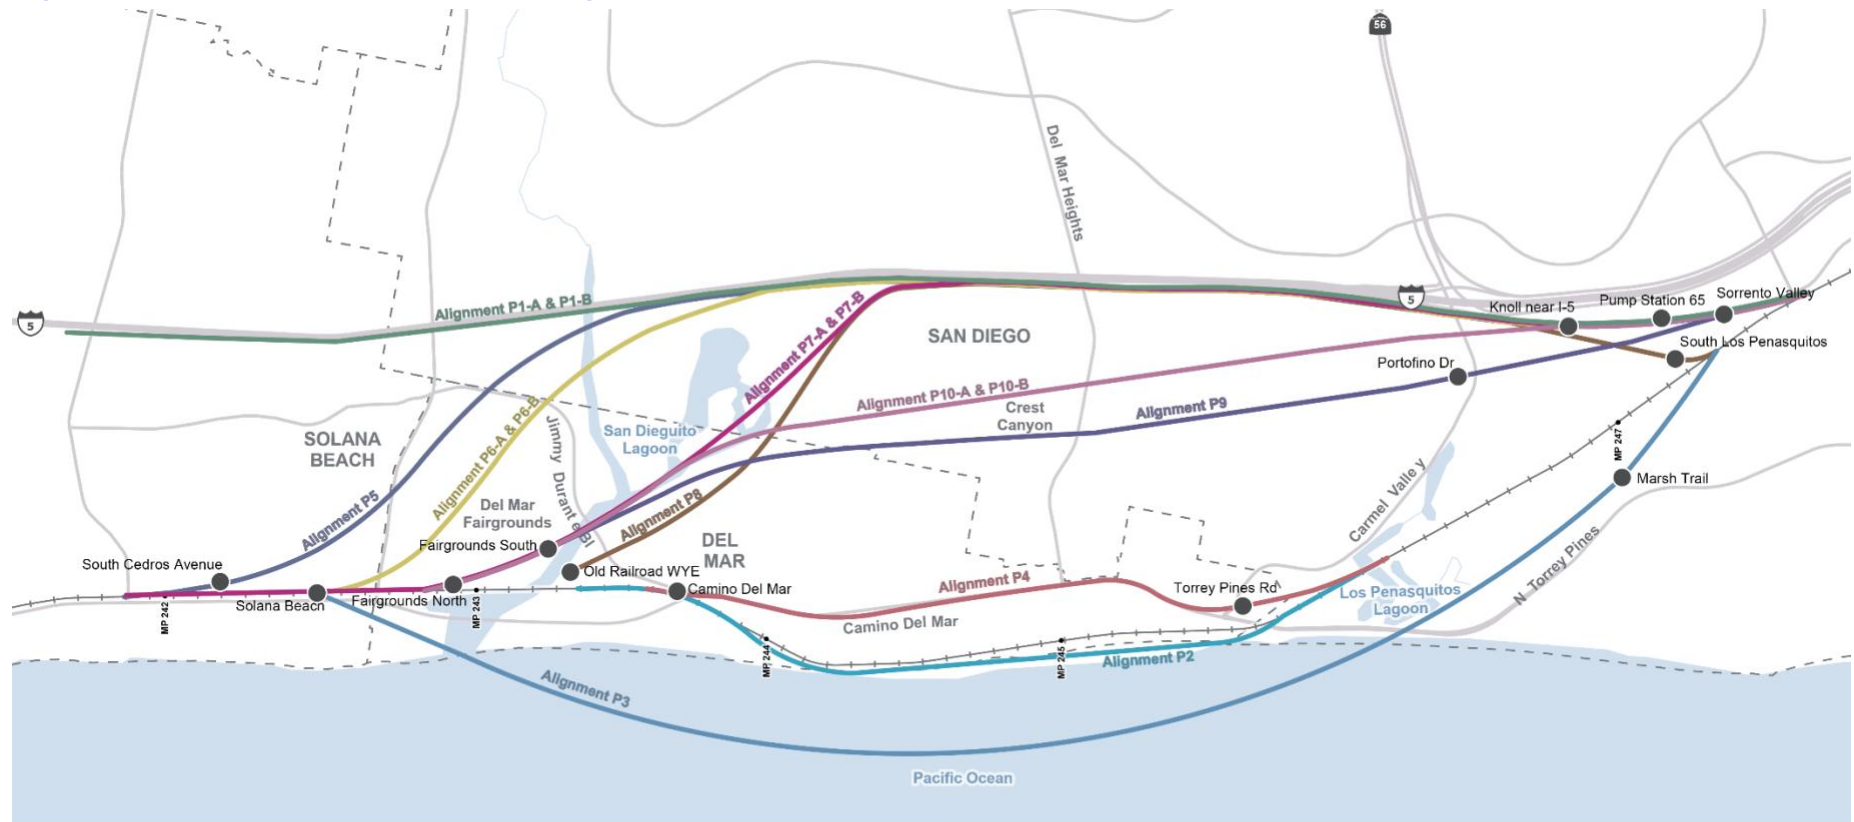 56
Del Mar Heights
5
Alignment P1-A & P1-B
5
Knoll near I-5
Pump Station 65
Sorrento Valley
Alignment P7-A & P7-B
SAN DIEGO
South Los Penasquitos
Portofino Dr
Alignment P10-A & P10-B
Crest
Canyon
Alignment P9
SOLANA
BEACH
Alignment P6-A & P6-B
San Dieguito
Lagoon
MP 247
Marsh Trail
Alignment P5
Del Mar
Fairgrounds
Jimmy Durante Bl
Alignment P8
Carmel Valley
Fairgrounds South
DEL
MAR
South Cedros Avenue
Old Railroad WYE
Camino Del Mar
Alignment P4
Torrey Pines Rd
Los Penasquitos
Lagoon
N Torrey Pines
MP 242
Solana Beach
Fairgrounds North
MP 243
Camino Del Mar
MP 244
MP 245
Alignment P2
Alignment P3
Pacific Ocean